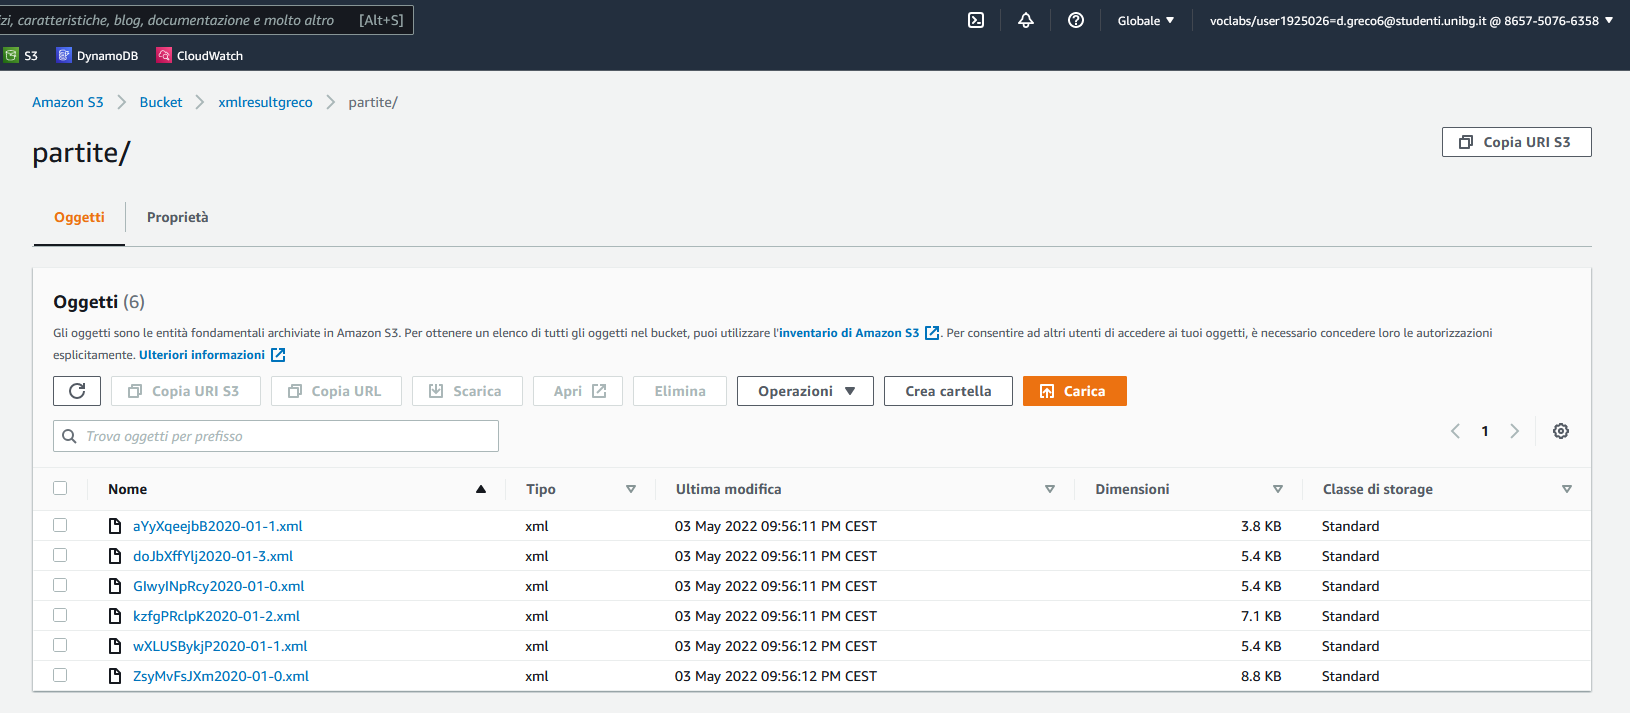 zi, caratteristiche, blog, documentazione e molto altro [Alt+S] Globale voclabs/user1925026=d.greco6@studenti.unibg.it @ 8657-5076-6358
S3 DynamoDB CloudWatch
Amazon S3 Bucket xmlresultgreco partite/
partite/
Copia URI S3
Oggetti Proprietà
Oggetti (6)
Gli oggetti sono le entità fondamentali archiviate in Amazon S3. Per ottenere un elenco di tutti gli oggetti nel bucket, puoi utilizzare l'inventario di Amazon S3 . Per consentire ad altri utenti di accedere ai tuoi oggetti, è necessario concedere loro le autorizzazioni
esplicitamente. Ulteriori informazioni
Copia URI S3 Copia URL Scarica Apri Elimina Operazioni Crea cartella Carica
Trova oggetti per prefisso 1
Nome Tipo Ultima modifica Dimensioni Classe di storage
aYyXqeejbB2020-01-1.xml xml 03 May 2022 09:56:11 PM CEST 3.8 KB Standard
doJbXffYlj2020-01-3.xml xml 03 May 2022 09:56:11 PM CEST 5.4 KB Standard
GIwyINpRcy2020-01-0.xml xml 03 May 2022 09:56:11 PM CEST 5.4 KB Standard
kzfgPRclpK2020-01-2.xml xml 03 May 2022 09:56:11 PM CEST 7.1 KB Standard
wXLUSBykjP2020-01-1.xml xml 03 May 2022 09:56:12 PM CEST 5.4 KB Standard
ZsyMvFsJXm2020-01-0.xml xml 03 May 2022 09:56:12 PM CEST 8.8 KB Standard